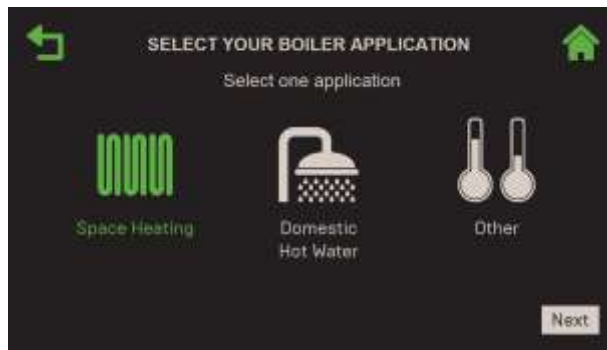 SELECT YOUR BOILER APPLICATION
Select one application
Space Heating
Domestic
Hot Water
Other
Next